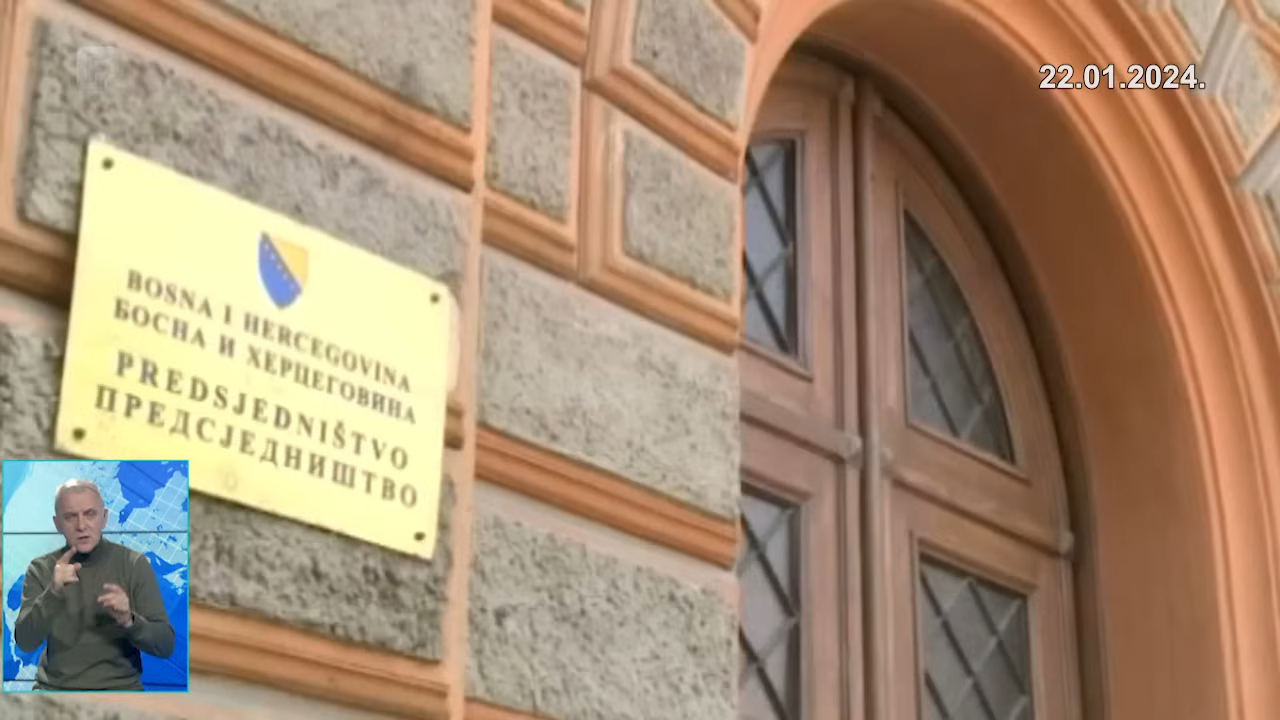 22.01.2024.
BOSNA I HERCEGOVINA
БОСНА И ХЕРЦЕГОВИНА
PREDSJEDNIŠTVO
ПРЕДСЈЕДНИШТВО